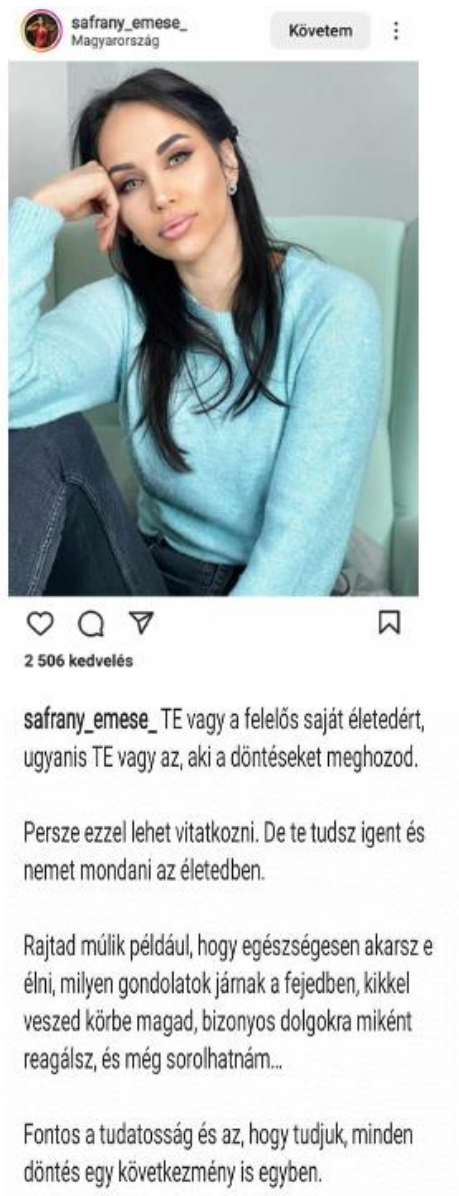 safrany_emese_
Magyarország
Követem
2 506 kedvelés
safrany_emese_ TE vagy a felelős saját életedért,
ugyanis TE vagy az, aki a döntéseket meghozod.
Persze ezzel lehet vitatkozni. De te tudsz igent és
nemet mondani az életedben.
Rajtad múlik például, hogy egészségesen akarsz e
élni, milyen gondolatok járnak a fejedben, kikkel
veszed körbe magad, bizonyos dolgokra miként
reagálsz, és még sorolhatnám...
Fontos a tudatosság és az, hogy tudjuk, minden
döntés egy következmény is egyben.